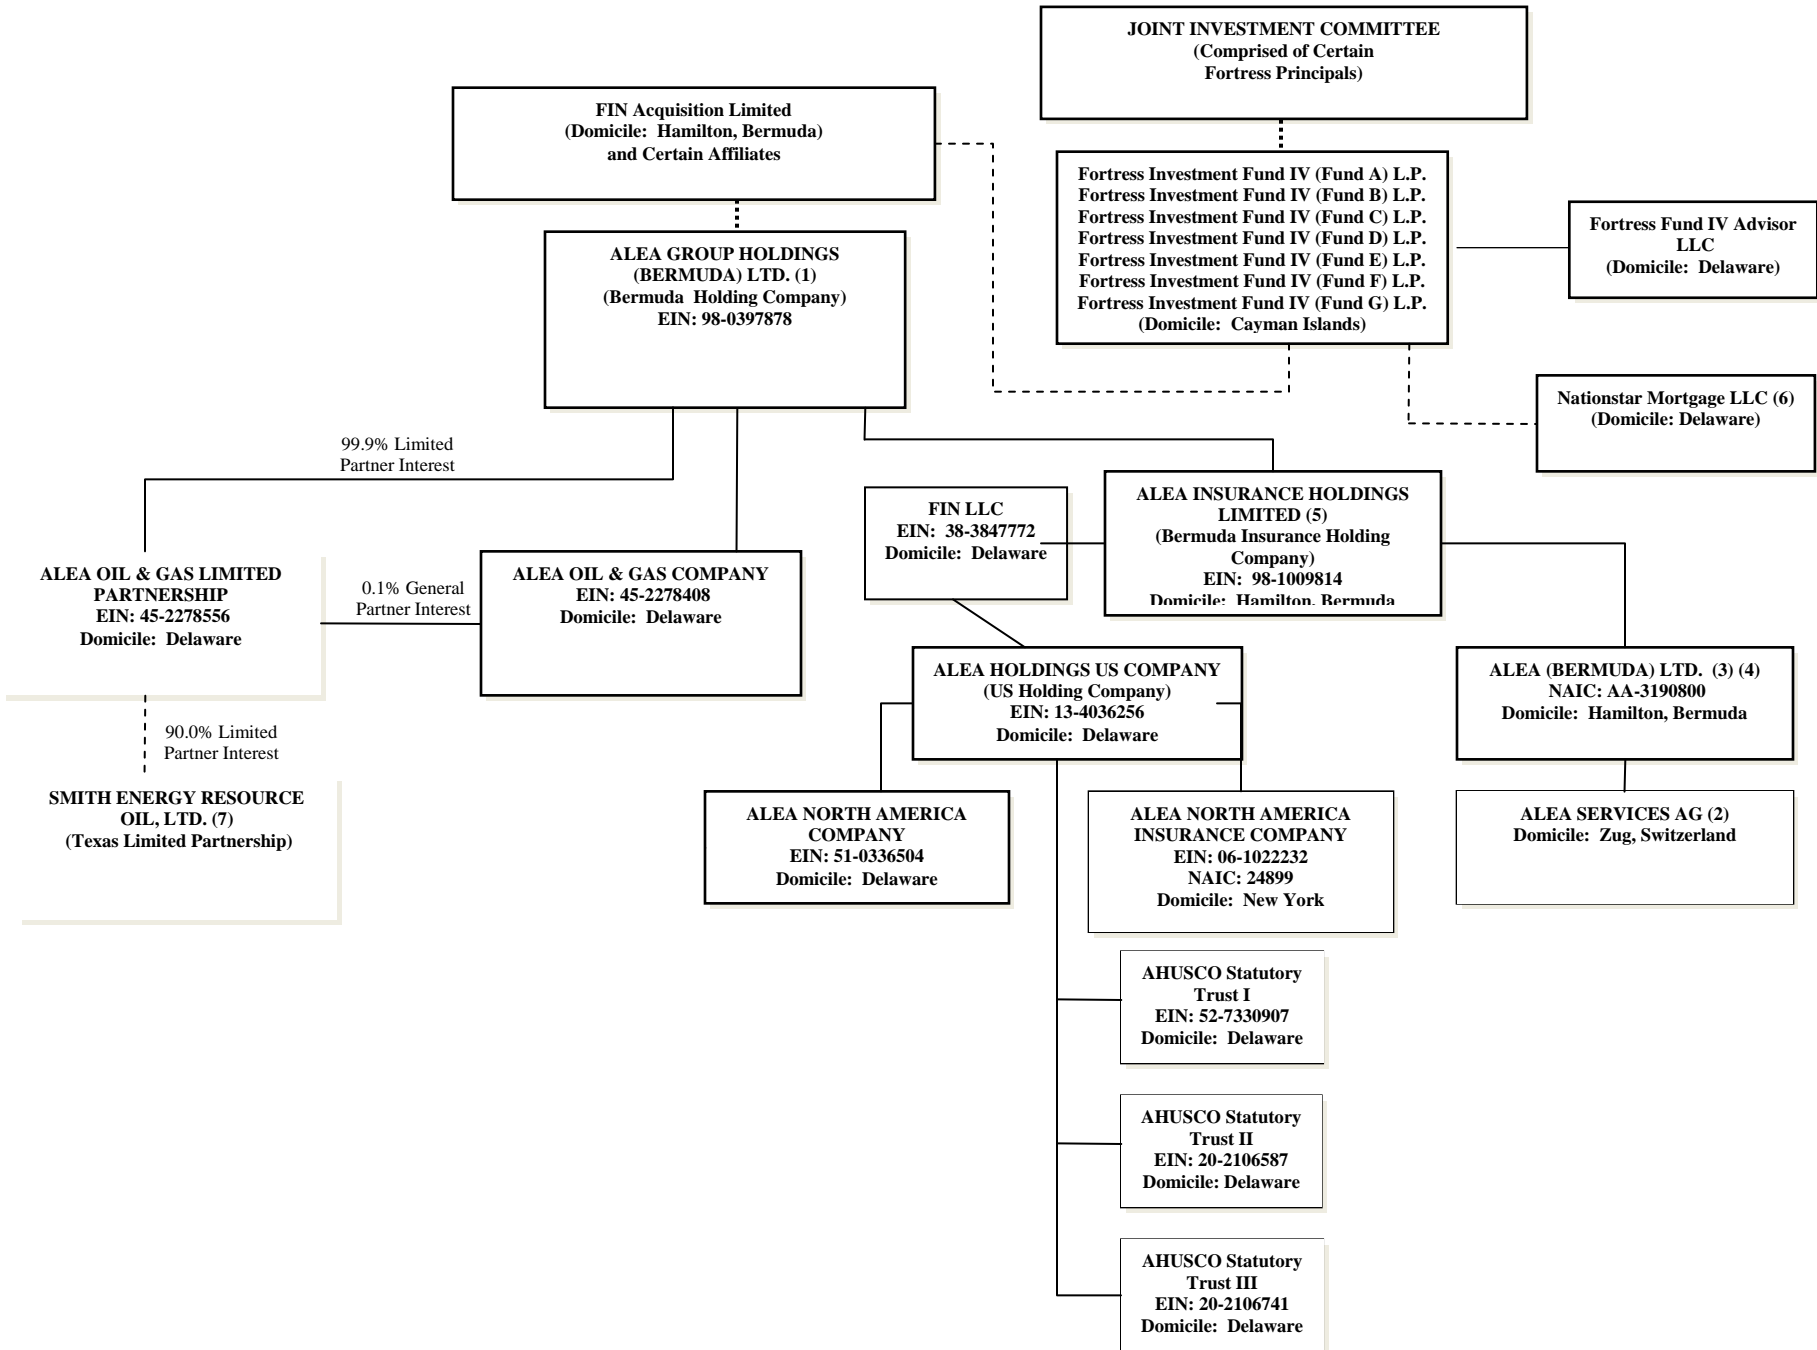 JOINT INVESTMENT COMMITTEE
(Comprised of Certain
Fortress Principals)
FIN Acquisition Limited
(Domicile: Hamilton, Bermuda)
and Certain Affiliates
Fortress Investment Fund IV (Fund A) L.P.
Fortress Investment Fund IV (Fund B) L.P.
Fortress Investment Fund IV (Fund C) L.P.
Fortress Investment Fund IV (Fund D) L.P.
Fortress Investment Fund IV (Fund E) L.P.
Fortress Investment Fund IV (Fund F) L.P.
Fortress Investment Fund IV (Fund G) L.P.
(Domicile: Cayman Islands)
Fortress Fund IV Advisor
LLC
(Domicile: Delaware)
ALEA GROUP HOLDINGS
(BERMUDA) LTD. (1)
(Bermuda Holding Company)
EIN: 98-0397878
Nationstar Mortgage LLC (6)
(Domicile: Delaware)
99.9% Limited
Partner Interest
FIN LLC
EIN: 38-3847772
Domicile: Delaware
ALEA INSURANCE HOLDINGS
LIMITED (5)
(Bermuda Insurance Holding
Company)
EIN: 98-1009814
Domicile: Hamilton, Bermuda
ALEA OIL & GAS LIMITED
PARTNERSHIP
EIN: 45-2278556
Domicile: Delaware
0.1% General
Partner Interest
ALEA OIL & GAS COMPANY
EIN: 45-2278408
Domicile: Delaware
ALEA HOLDINGS US COMPANY
(US Holding Company)
EIN: 13-4036256
Domicile: Delaware
ALEA (BERMUDA) LTD. (3) (4)
NAIC: AA-3190800
Domicile: Hamilton, Bermuda
90.0% Limited
Partner Interest
SMITH ENERGY RESOURCE
OIL, LTD. (7)
(Texas Limited Partnership)
ALEA NORTH AMERICA
COMPANY
EIN: 51-0336504
Domicile: Delaware
ALEA NORTH AMERICA
INSURANCE COMPANY
EIN: 06-1022232
NAIC: 24899
Domicile: New York
ALEA SERVICES AG (2)
Domicile: Zug, Switzerland
AHUSCO Statutory
Trust I
EIN: 52-7330907
Domicile: Delaware
AHUSCO Statutory
Trust II
EIN: 20-2106587
Domicile: Delaware
AHUSCO Statutory
Trust III
EIN: 20-2106741
Domicile: Delaware